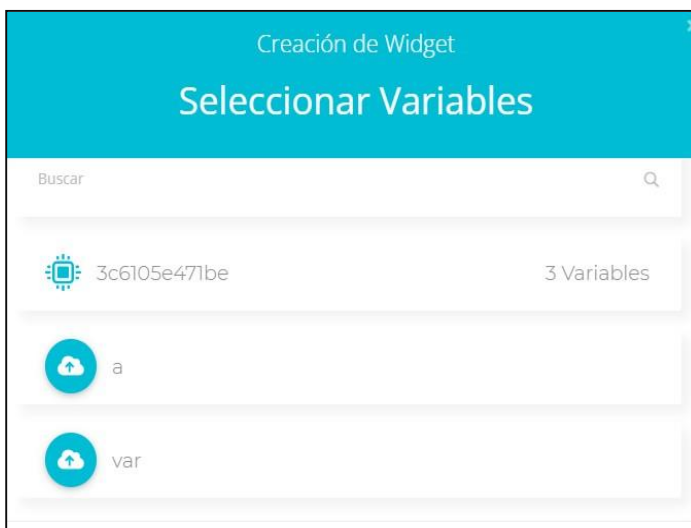 Creación de Widget
Seleccionar Variables
Buscar
3c6105e471be 3 Variables
a
var